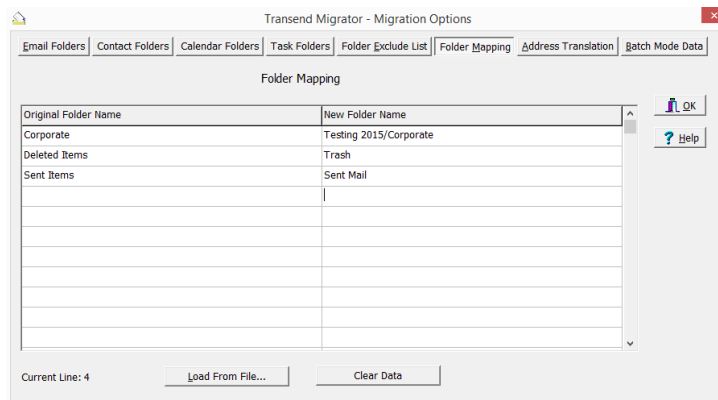 Transend Migrator - Migration Options
Email Folders Contact Folders Calendar Folders Task Folders Folder Exclude List Folder Mapping Address Translation Batch Mode Data
Folder Mapping
OK
Original Folder Name New Folder Name
Corporate Testing 2015/Corporate
? Help
Deleted Items Trash
Sent Items Sent Mail
Current Line: 4 Load From File... Clear Data